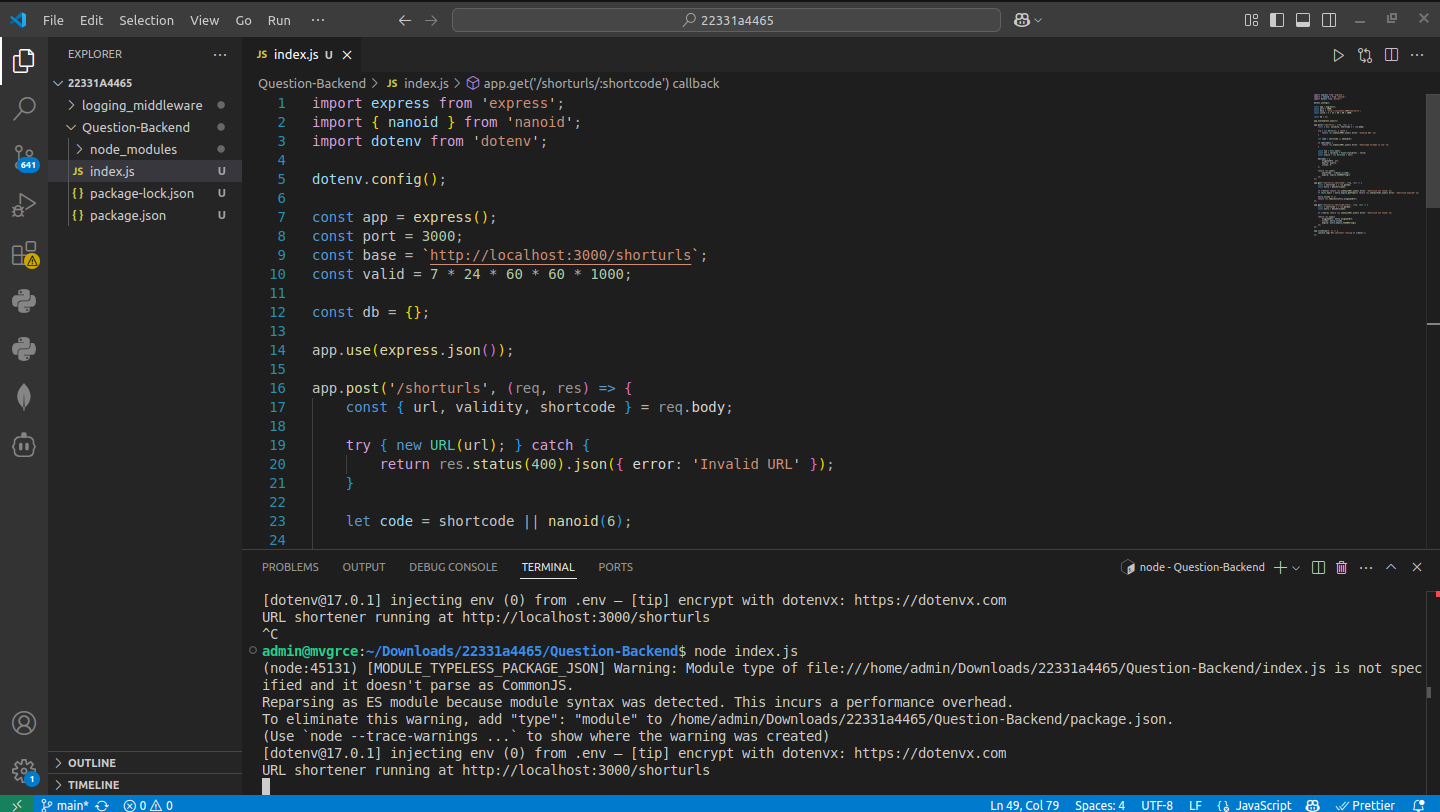 File Edit Selection View Go Run ···
22331a4465
EXPLORER ···
22331A4465
logging_middleware
Question-Backend
node_modules
JS index.js U
{} package-lock.json U
{} package.json U
641
1
OUTLINE
TIMELINE
JS index.js U
Question-Backend > JS index.js > app.get('/shorturls/:shortcode') callback
1 import express from 'express';
2 import { nanoid } from 'nanoid';
3 import dotenv from 'dotenv';
4
5 dotenv.config();
6
7 const app = express();
8 const port = 3000;
9 const base = `http://localhost:3000/shorturls`;
10 const valid = 7 * 24 * 60 * 60 * 1000;
11
12 const db = {};
13
14 app.use(express.json());
15
16 app.post('/shorturls', (req, res) => {
17 const { url, validity, shortcode } = req.body;
18
19 try { new URL(url); } catch {
20 return res.status(400).json({ error: 'Invalid URL' });
21 }
22
23 let code = shortcode || nanoid(6);
24
PROBLEMS OUTPUT DEBUG CONSOLE TERMINAL PORTS
node - Question-Backend
[dotenv@17.0.1] injecting env (0) from .env – [tip] encrypt with dotenvx: https://dotenvx.com
URL shortener running at http://localhost:3000/shorturls
^C
admin@mvgrce:~/Downloads/22331a4465/Question-Backend$ node index.js
(node:45131) [MODULE_TYPELESS_PACKAGE_JSON] Warning: Module type of file:///home/admin/Downloads/22331a4465/Question-Backend/index.js is not spec
ified and it doesn't parse as CommonJS.
Reparsing as ES module because module syntax was detected. This incurs a performance overhead.
To eliminate this warning, add "type": "module" to /home/admin/Downloads/22331a4465/Question-Backend/package.json.
(Use `node --trace-warnings ...` to show where the warning was created)
[dotenv@17.0.1] injecting env (0) from .env – [tip] encrypt with dotenvx: https://dotenvx.com
URL shortener running at http://localhost:3000/shorturls
main* 0 0 Ln 49, Col 79 Spaces: 4 UTF-8 LF {} JavaScript Prettier